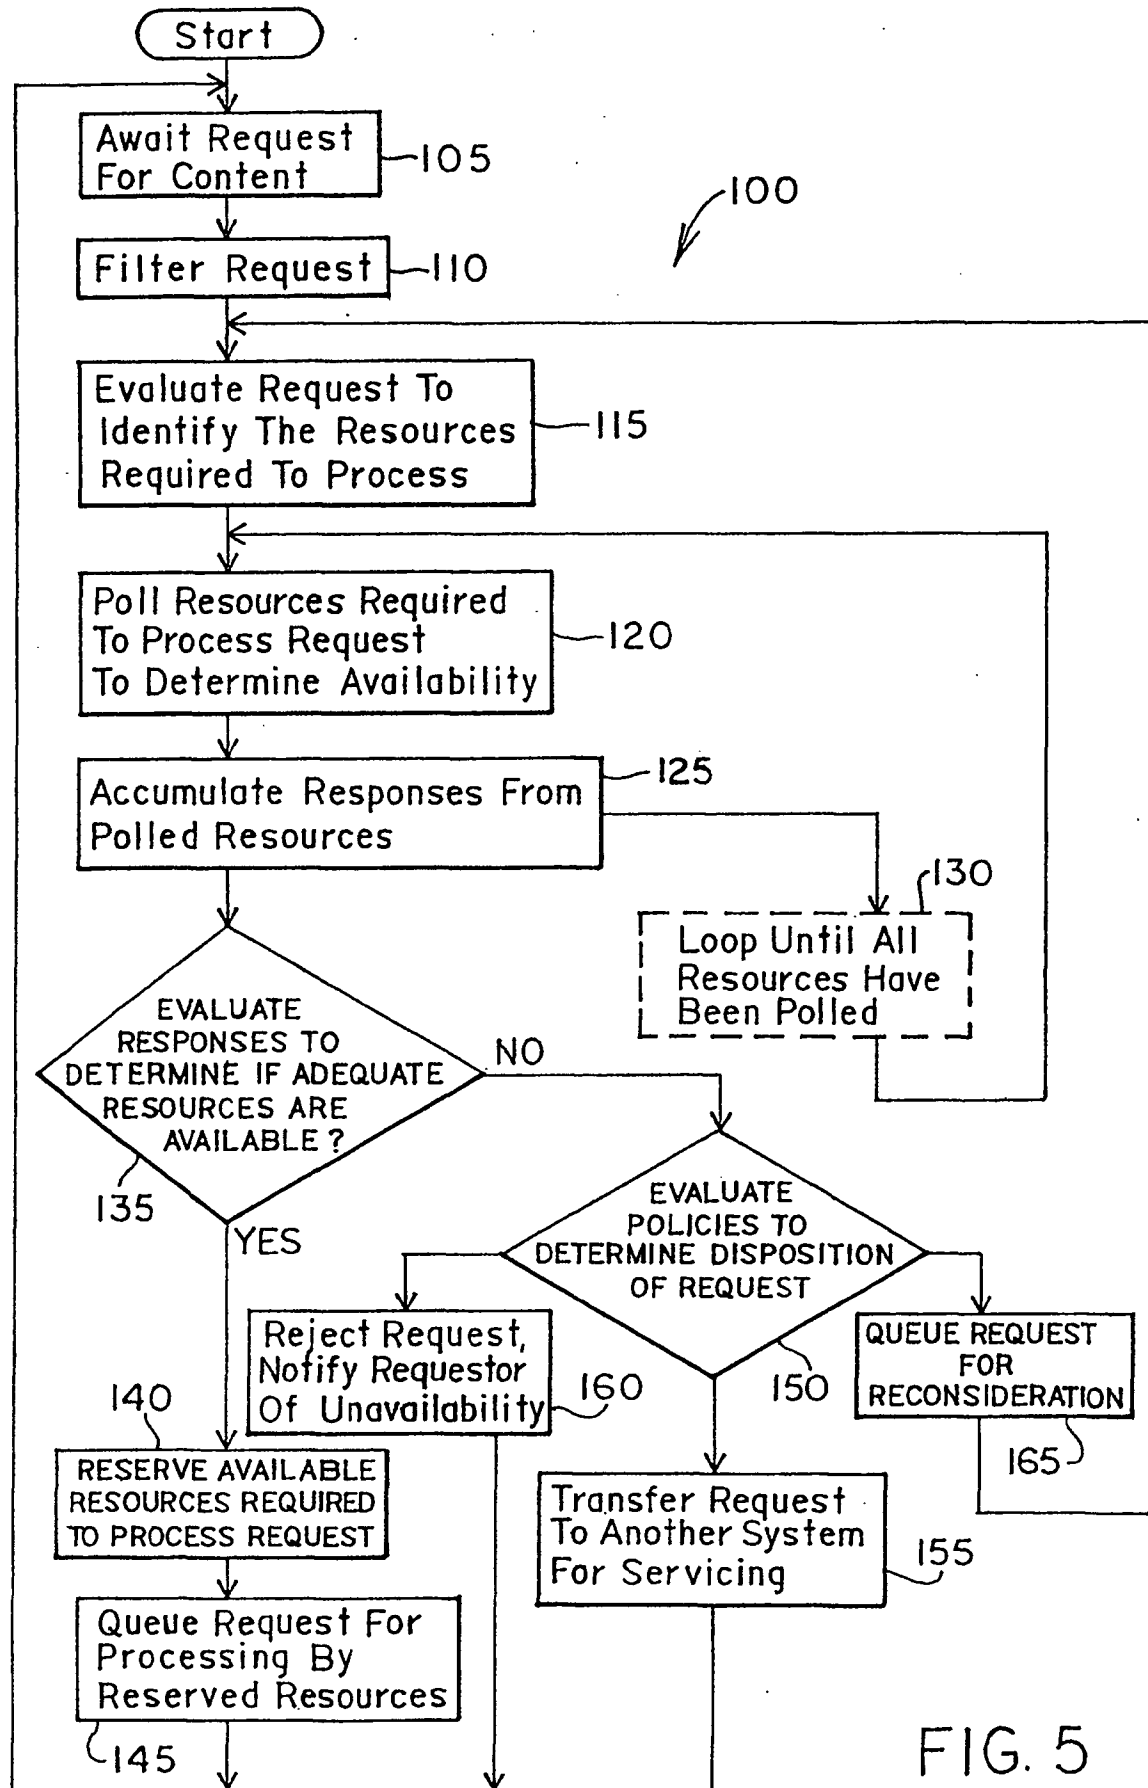 Start
Await Request
For Content
105
100
Filter Request
110
Evaluate Request To
Identify The Resources
Required To Process
115
Poll Resources Required
To Process Request
To Determine Availability
120
Accumulate Responses From
Polled Resources
125
130
Loop Until All
Resources Have
Been Polled
EVALUATE
RESPONSES TO
DETERMINE IF ADEQUATE
RESOURCES ARE
AVAILABLE?
135
NO
YES
EVALUATE
POLICIES TO
DETERMINE DISPOSITION
OF REQUEST
150
Reject Request,
Notify Requestor
Of Unavailability
160
QUEUE REQUEST
FOR
RECONSIDERATION
165
140
RESERVE AVAILABLE
RESOURCES REQUIRED
TO PROCESS REQUEST
Transfer Request
To Another System
For Servicing
155
Queue Request For
Processing By
Reserved Resources
145
FIG. 5